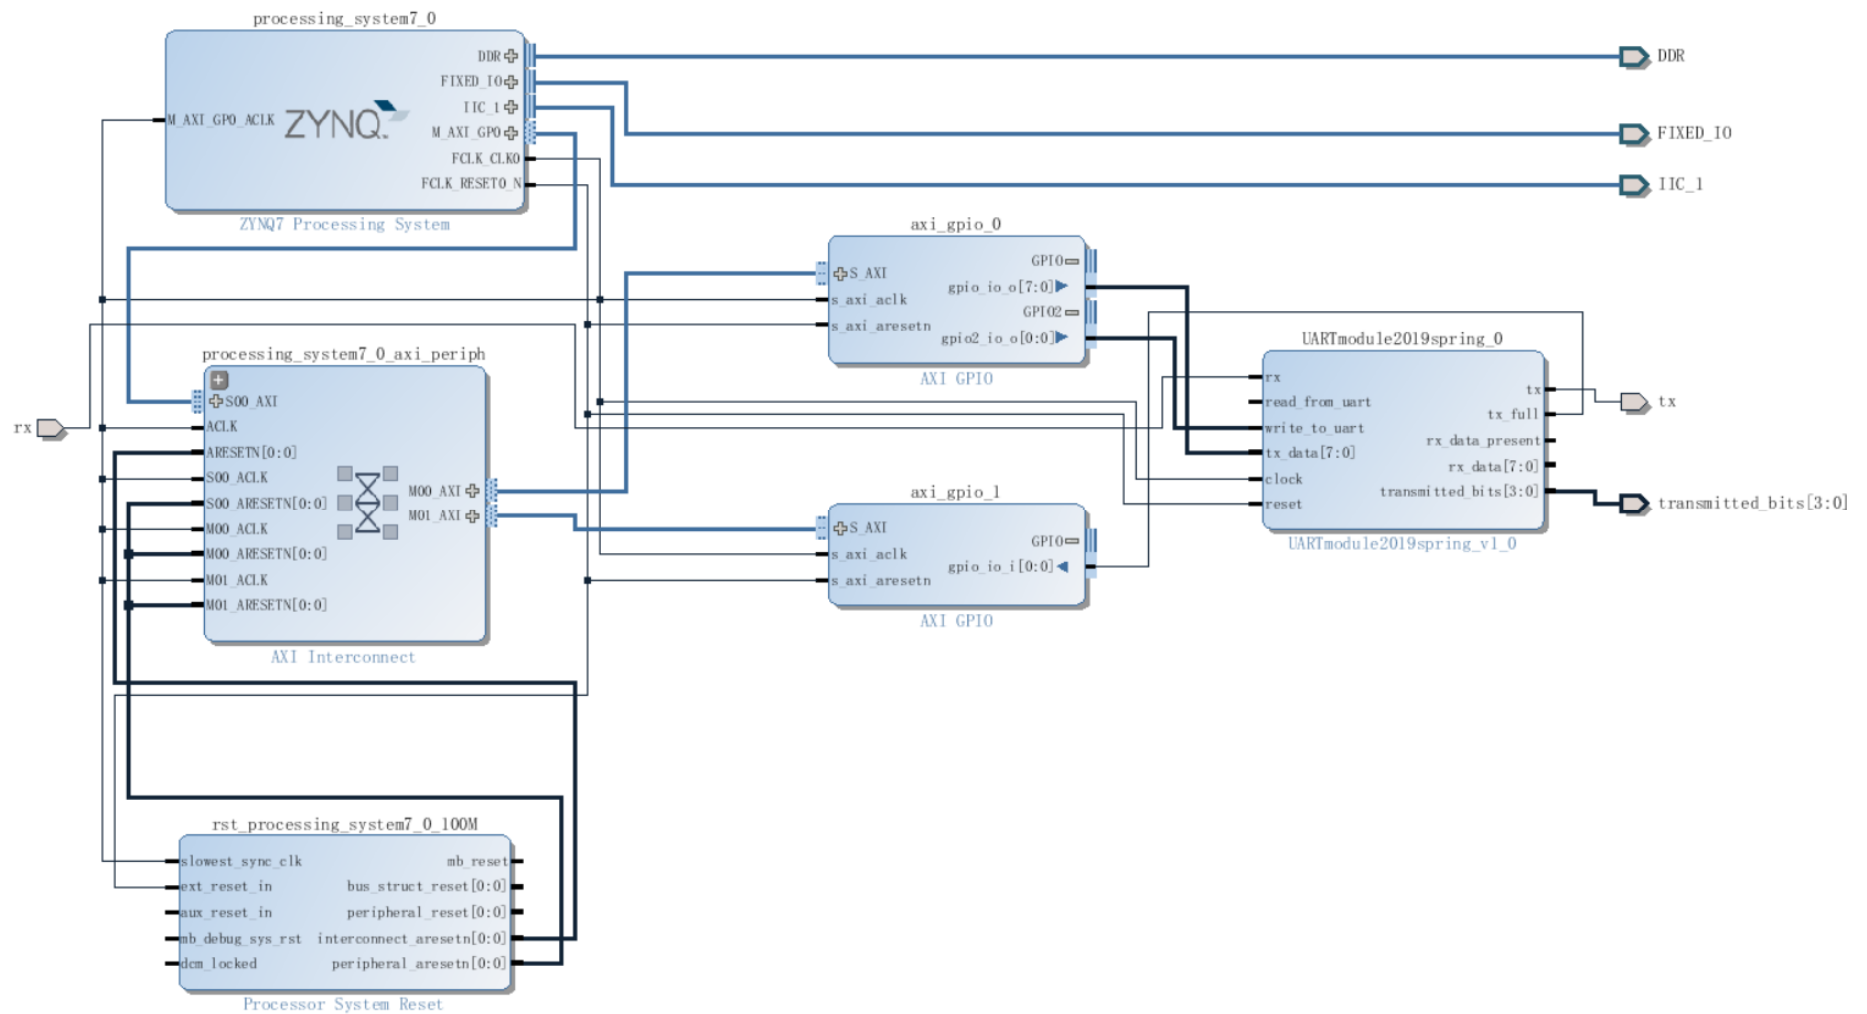 processing_system7_0
DDR
FIXED_IO
IIC_1
M_AXI_GP0_ACLK
ZYNQ
M_AXI_GP0
FCLK_CLK0
FCLK_RESET0_N
ZYNQ7 Processing System
DDR
FIXED_IO
IIC_1
axi_gpio_0
GPIO
S_AXI
gpio_io_o[7:0]
s_axi_aclk
GPIO2
s_axi_aresetn
gpio2_io_o[0:0]
AXI GPIO
processing_system7_0_axi_periph
S00_AXI
ACLK
ARESETN[0:0]
S00_ACLK
S00_ARESETN[0:0]
M00_ACLK
M00_ARESETN[0:0]
M01_ACLK
M01_ARESETN[0:0]
M00_AXI
M01_AXI
AXI Interconnect
rx
axi_gpio_1
S_AXI
GPIO
s_axi_aclk
gpio_io_i[0:0]
s_axi_aresetn
AXI GPIO
UARTmodule2019spring_0
rx
read_from_uart
write_to_uart
tx_data[7:0]
clock
reset
tx
tx_full
rx_data_present
rx_data[7:0]
transmitted_bits[3:0]
UARTmodule2019spring_v1_0
tx
transmitted_bits[3:0]
rst_processing_system7_0_100M
slowest_sync_clk
ext_reset_in
aux_reset_in
mb_debug_sys_rst
dcm_locked
mb_reset
bus_struct_reset[0:0]
peripheral_reset[0:0]
interconnect_aresetn[0:0]
peripheral_aresetn[0:0]
Processor System Reset